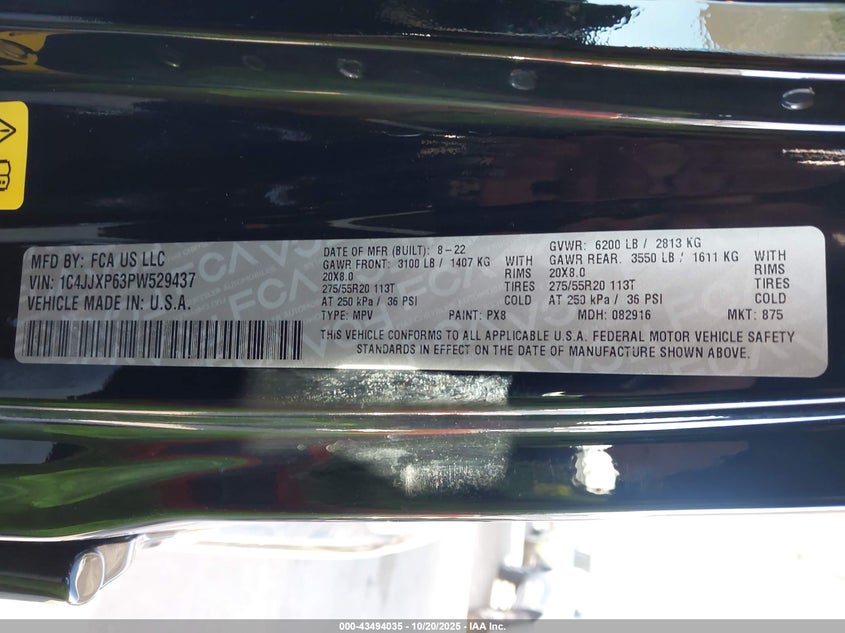 MFD BY: FCA US LLC
VIN: 1C4JJXP63PW529437
VEHICLE MADE IN: U.S.A.
DATE OF MFR (BUILT): 8-22
GAWR FRONT: 3100 LB / 1407 KG WITH
20X8.0 RIMS
275/55R20 113T TIRES
AT 250 kPa / 36 PSI COLD
TYPE: MPV PAINT: PX8
GVWR: 6200 LB / 2813 KG
GAWR REAR. 3550 LB / 1611 KG WITH
20X8.0 RIMS
275/55R20 113T TIRES
AT 250 kPa / 36 PSI COLD
MDH: 082916 MKT: 875
THIS VEHICLE CONFORMS TO ALL APPLICABLE U.S.A. FEDERAL MOTOR VEHICLE SAFETY
STANDARDS IN EFFECT ON THE DATE OF MANUFACTURE SHOWN ABOVE.
000-43494035 - 10/20/2025 - IAA Inc.